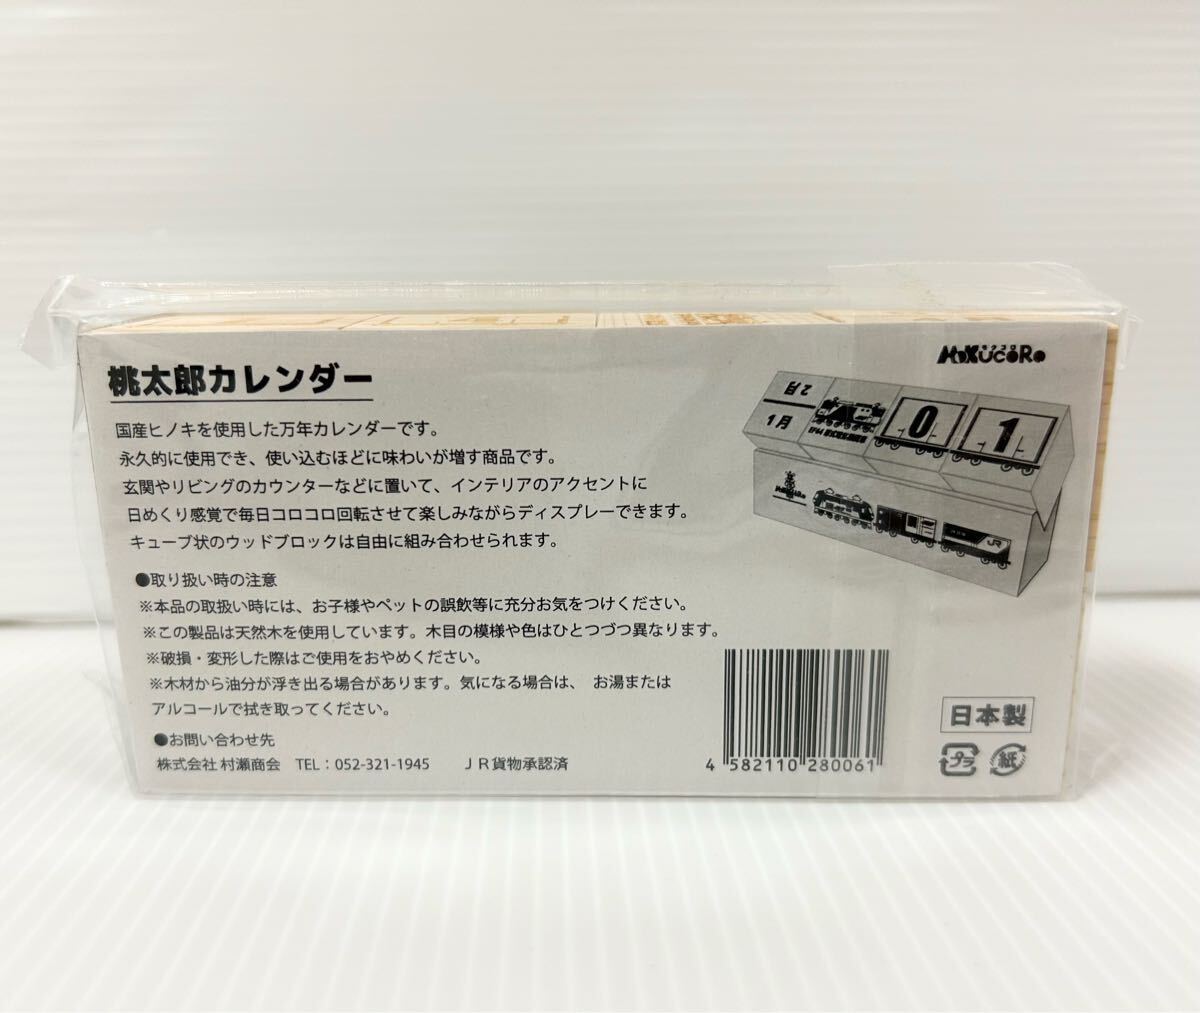 桃太郎カレンダー
モクコロ
MOKUCORO
国産ヒノキを使用した万年カレンダーです。
永久的に使用でき、使い込むほどに味わいが増す商品です。
玄関やリビングのカウンターなどに置いて、インテリアのアクセントに
日めくり感覚で毎日コロコロ回転させて楽しみながらディスプレーできます。
キューブ状のウッドブロックは自由に組み合わせられます。
2月
1月
0
1
JR
●取り扱い時の注意
※本品の取扱い時には、お子様やペットの誤飲等に充分お気をつけください。
※この製品は天然木を使用しています。木目の模様や色はひとつづつ異なります。
※破損・変形した際はご使用をおやめください。
※木材から油分が浮き出る場合があります。気になる場合は、 お湯または
アルコールで拭き取ってください。
●お問い合わせ先
株式会社 村瀬商会 TEL：052-321-1945 ＪＲ貨物承認済
4 582110 280061
日本製
プラ
紙